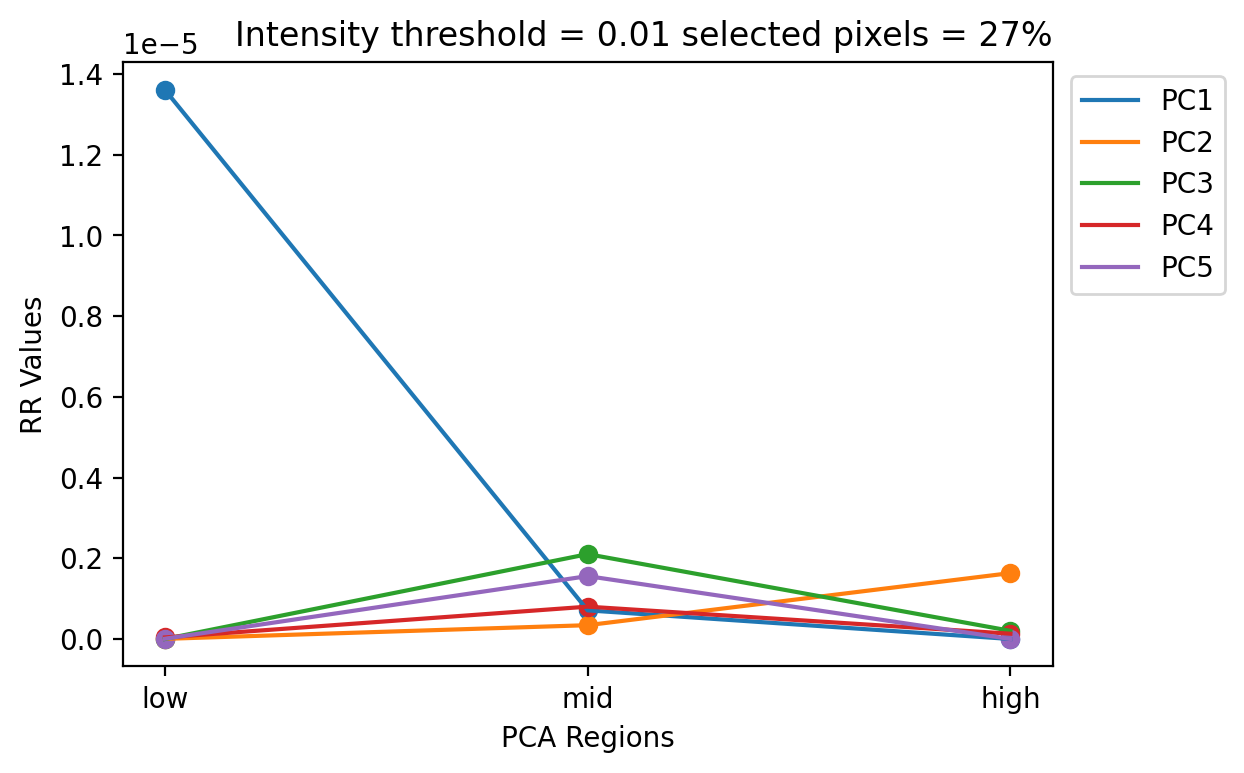 Intensity threshold = 0.01 selected pixels = 27%
1e−5
1.4
1.2
1.0
0.8
0.6
0.4
0.2
0.0
RR Values
low
mid
high
PCA Regions
PC1
PC2
PC3
PC4
PC5